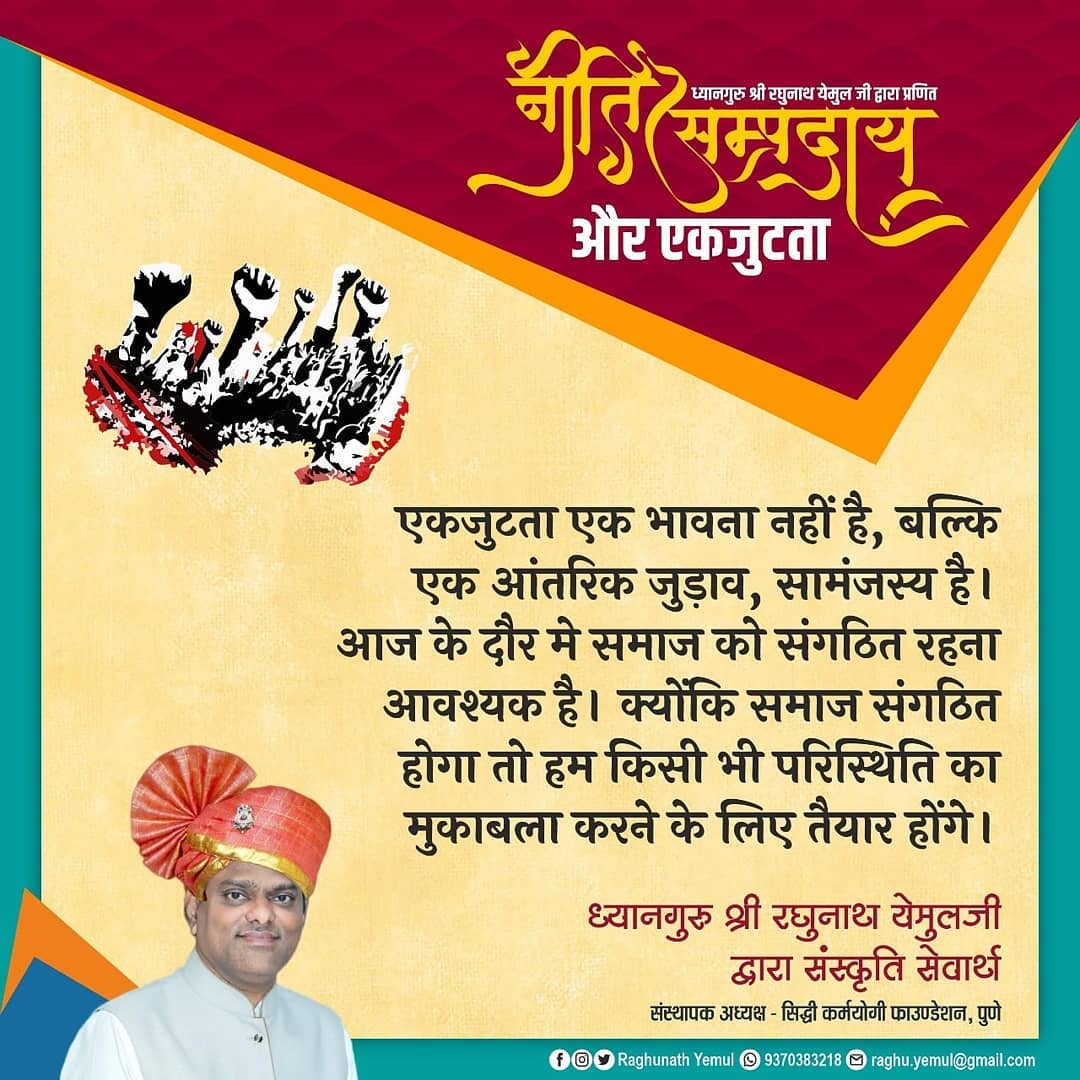 ध्यानगुरु श्री रघुनाथ येमुल जी द्वारा प्रणित
नीति सम्प्रदाय
और एकजुटता
एकजुटता एक भावना नहीं है, बल्कि
एक आंतरिक जुड़ाव, सामंजस्य है।
आज के दौर मे समाज को संगठित रहना
आवश्यक है। क्योंकि समाज संगठित
होगा तो हम किसी भी परिस्थिति का
मुकाबला करने के लिए तैयार होंगे।
ध्यानगुरु श्री रघुनाथ येमुलजी
द्वारा संस्कृति सेवार्थ
संस्थापक अध्यक्ष - सिद्धी कर्मयोगी फाउण्डेशन, पुणे
Raghunath Yemul 9370383218 raghu.yemul@gmail.com